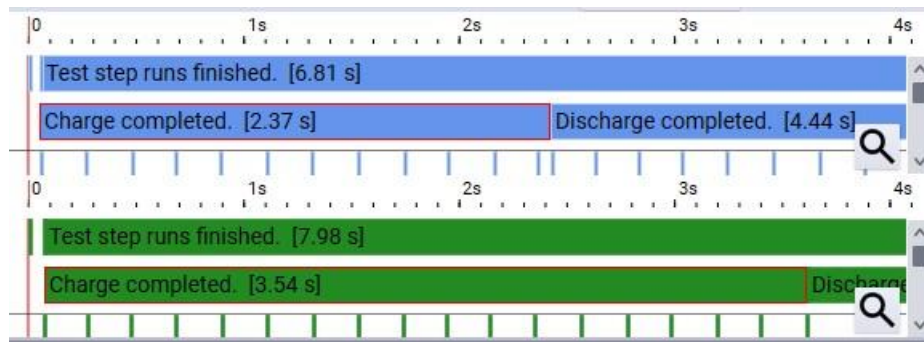 0 1s 2s 3s 4s
Test step runs finished. [6.81 s]
Charge completed. [2.37 s] Discharge completed. [4.44 s]
0 1s 2s 3s 4s
Test step runs finished. [7.98 s]
Charge completed. [3.54 s] Discharge